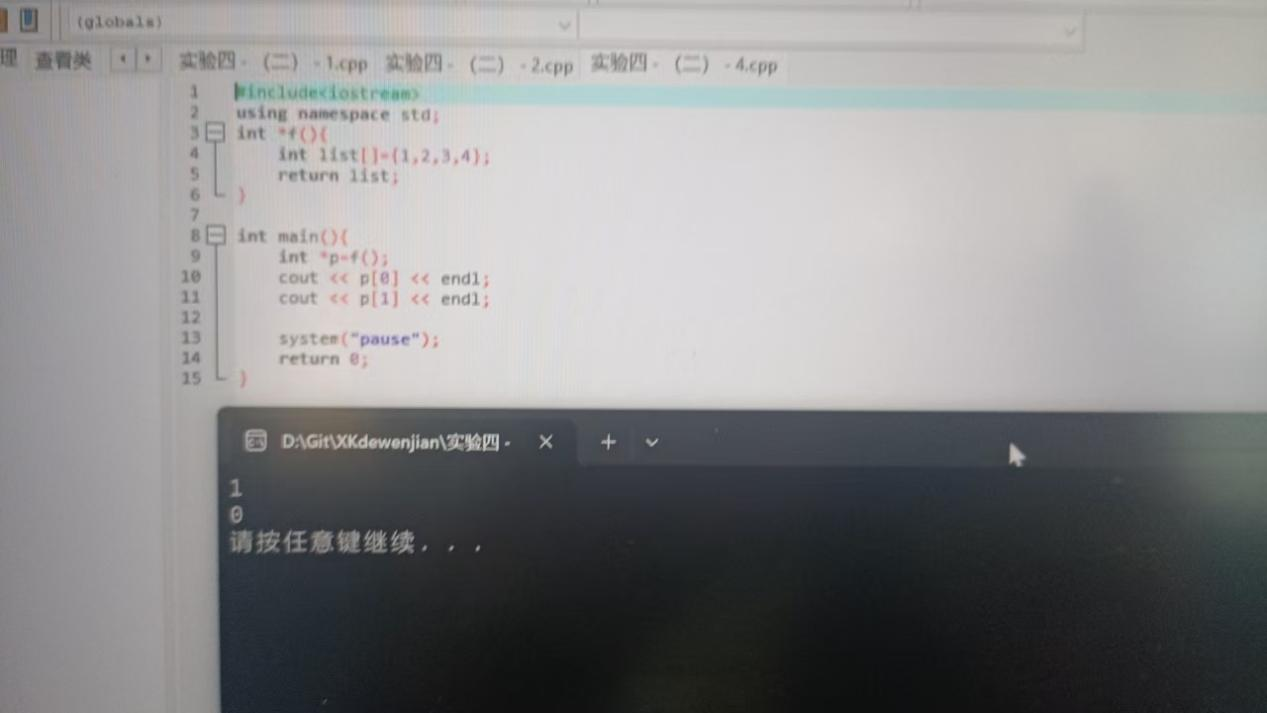 (globals)
理 查看类 实验四 - （二） - 1.cpp 实验四 - （二） - 2.cpp 实验四 - （二） - 4.cpp
1 #include<iostream>
2 using namespace std;
3 int *f(){
4 int list[]={1,2,3,4};
5 return list;
6 }
7
8 int main(){
9 int *p=f();
10 cout << p[0] << endl;
11 cout << p[1] << endl;
12
13 system("pause");
14 return 0;
15 }
D:\Git\XKdewenjian\实验四 -
1
0
请按任意键继续. . .